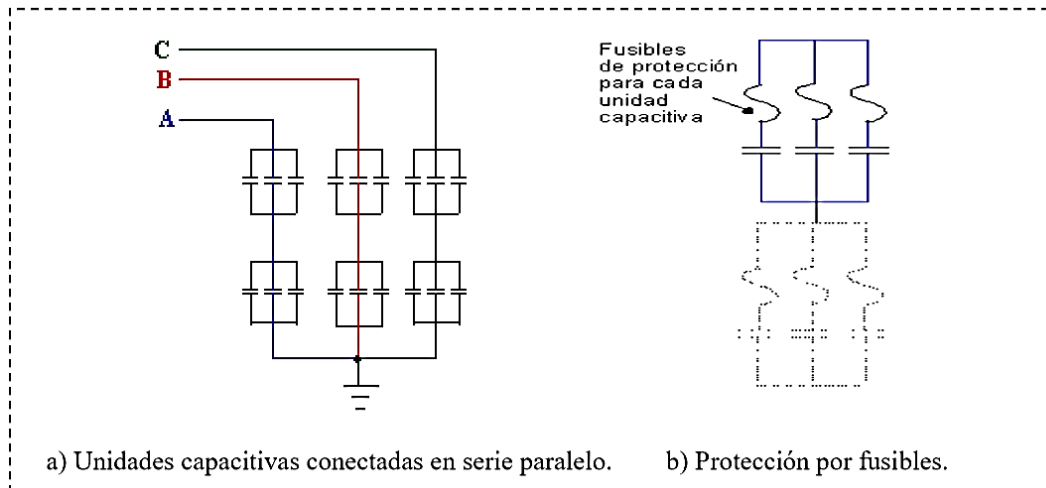 C
B
A
Fusibles
de protección
para cada
unidad
capacitiva
a) Unidades capacitivas conectadas en serie paralelo.
b) Protección por fusibles.